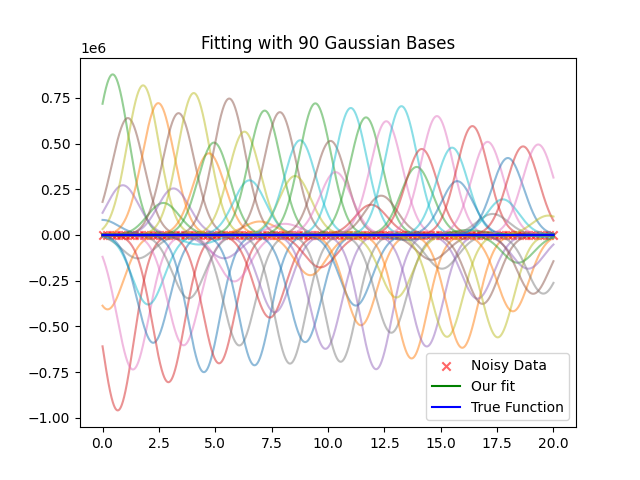 Fitting with 90 Gaussian Bases
1e6
0.75
0.50
0.25
0.00
−0.25
−0.50
−0.75
−1.00
Noisy Data
Our fit
True Function
0.0 2.5 5.0 7.5 10.0 12.5 15.0 17.5 20.0